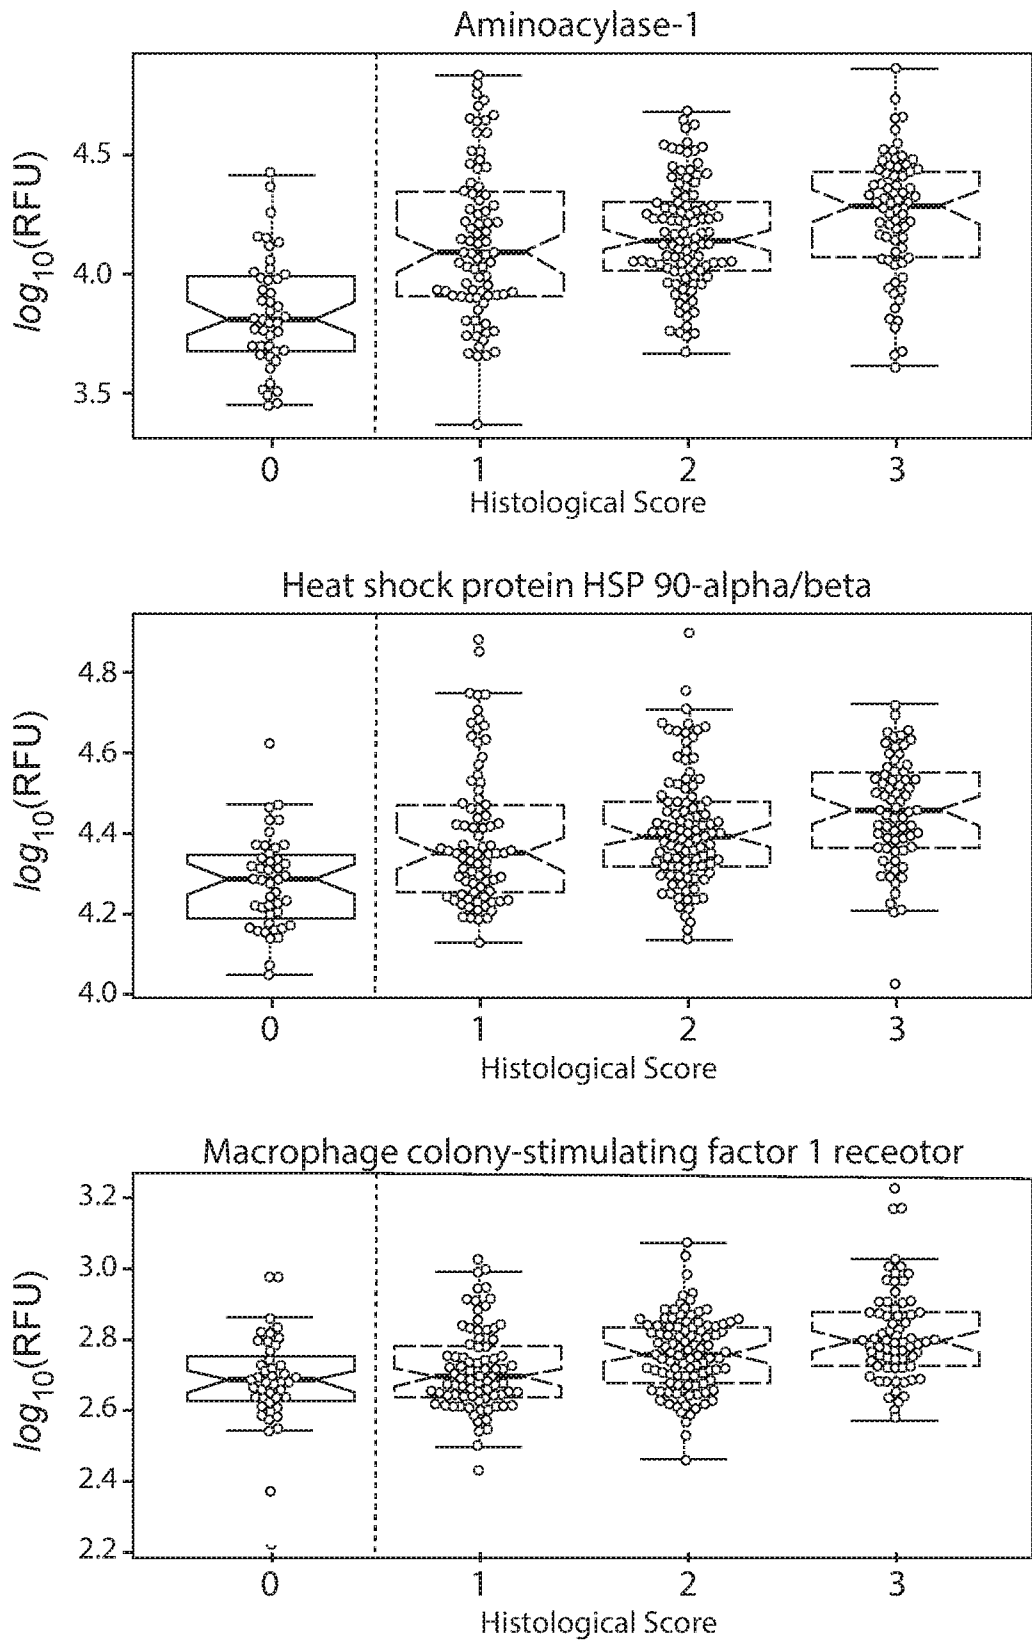 Aminoacylase-1
log10(RFU)
4.5
4.0
3.5
0 1 2 3
Histological Score
Heat shock protein HSP 90-alpha/beta
log10(RFU)
4.8
4.6
4.4
4.2
4.0
0 1 2 3
Histological Score
Macrophage colony-stimulating factor 1 receotor
log10(RFU)
3.2
3.0
2.8
2.6
2.4
2.2
0 1 2 3
Histological Score